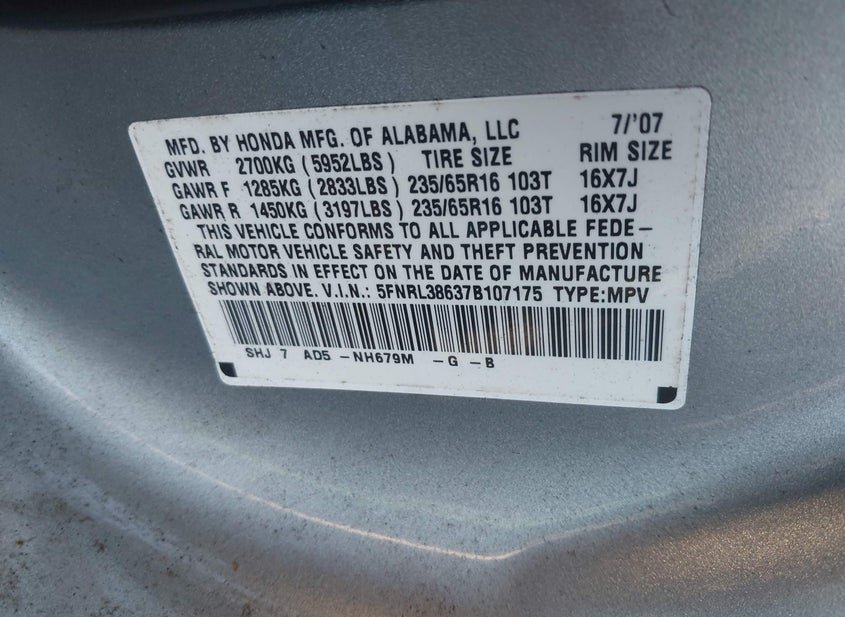 MFD. BY HONDA MFG. OF ALABAMA, LLC 7/'07
GVWR 2700KG (5952LBS) TIRE SIZE RIM SIZE
GAWR F 1285KG (2833LBS) 235/65R16 103T 16X7J
GAWR R 1450KG (3197LBS) 235/65R16 103T 16X7J
THIS VEHICLE CONFORMS TO ALL APPLICABLE FEDE-
RAL MOTOR VEHICLE SAFETY AND THEFT PREVENTION
STANDARDS IN EFFECT ON THE DATE OF MANUFACTURE
SHOWN ABOVE. V.I.N.: 5FNRL38637B107175 TYPE:MPV
SHJ 7 AD5 -NH679M -G -B